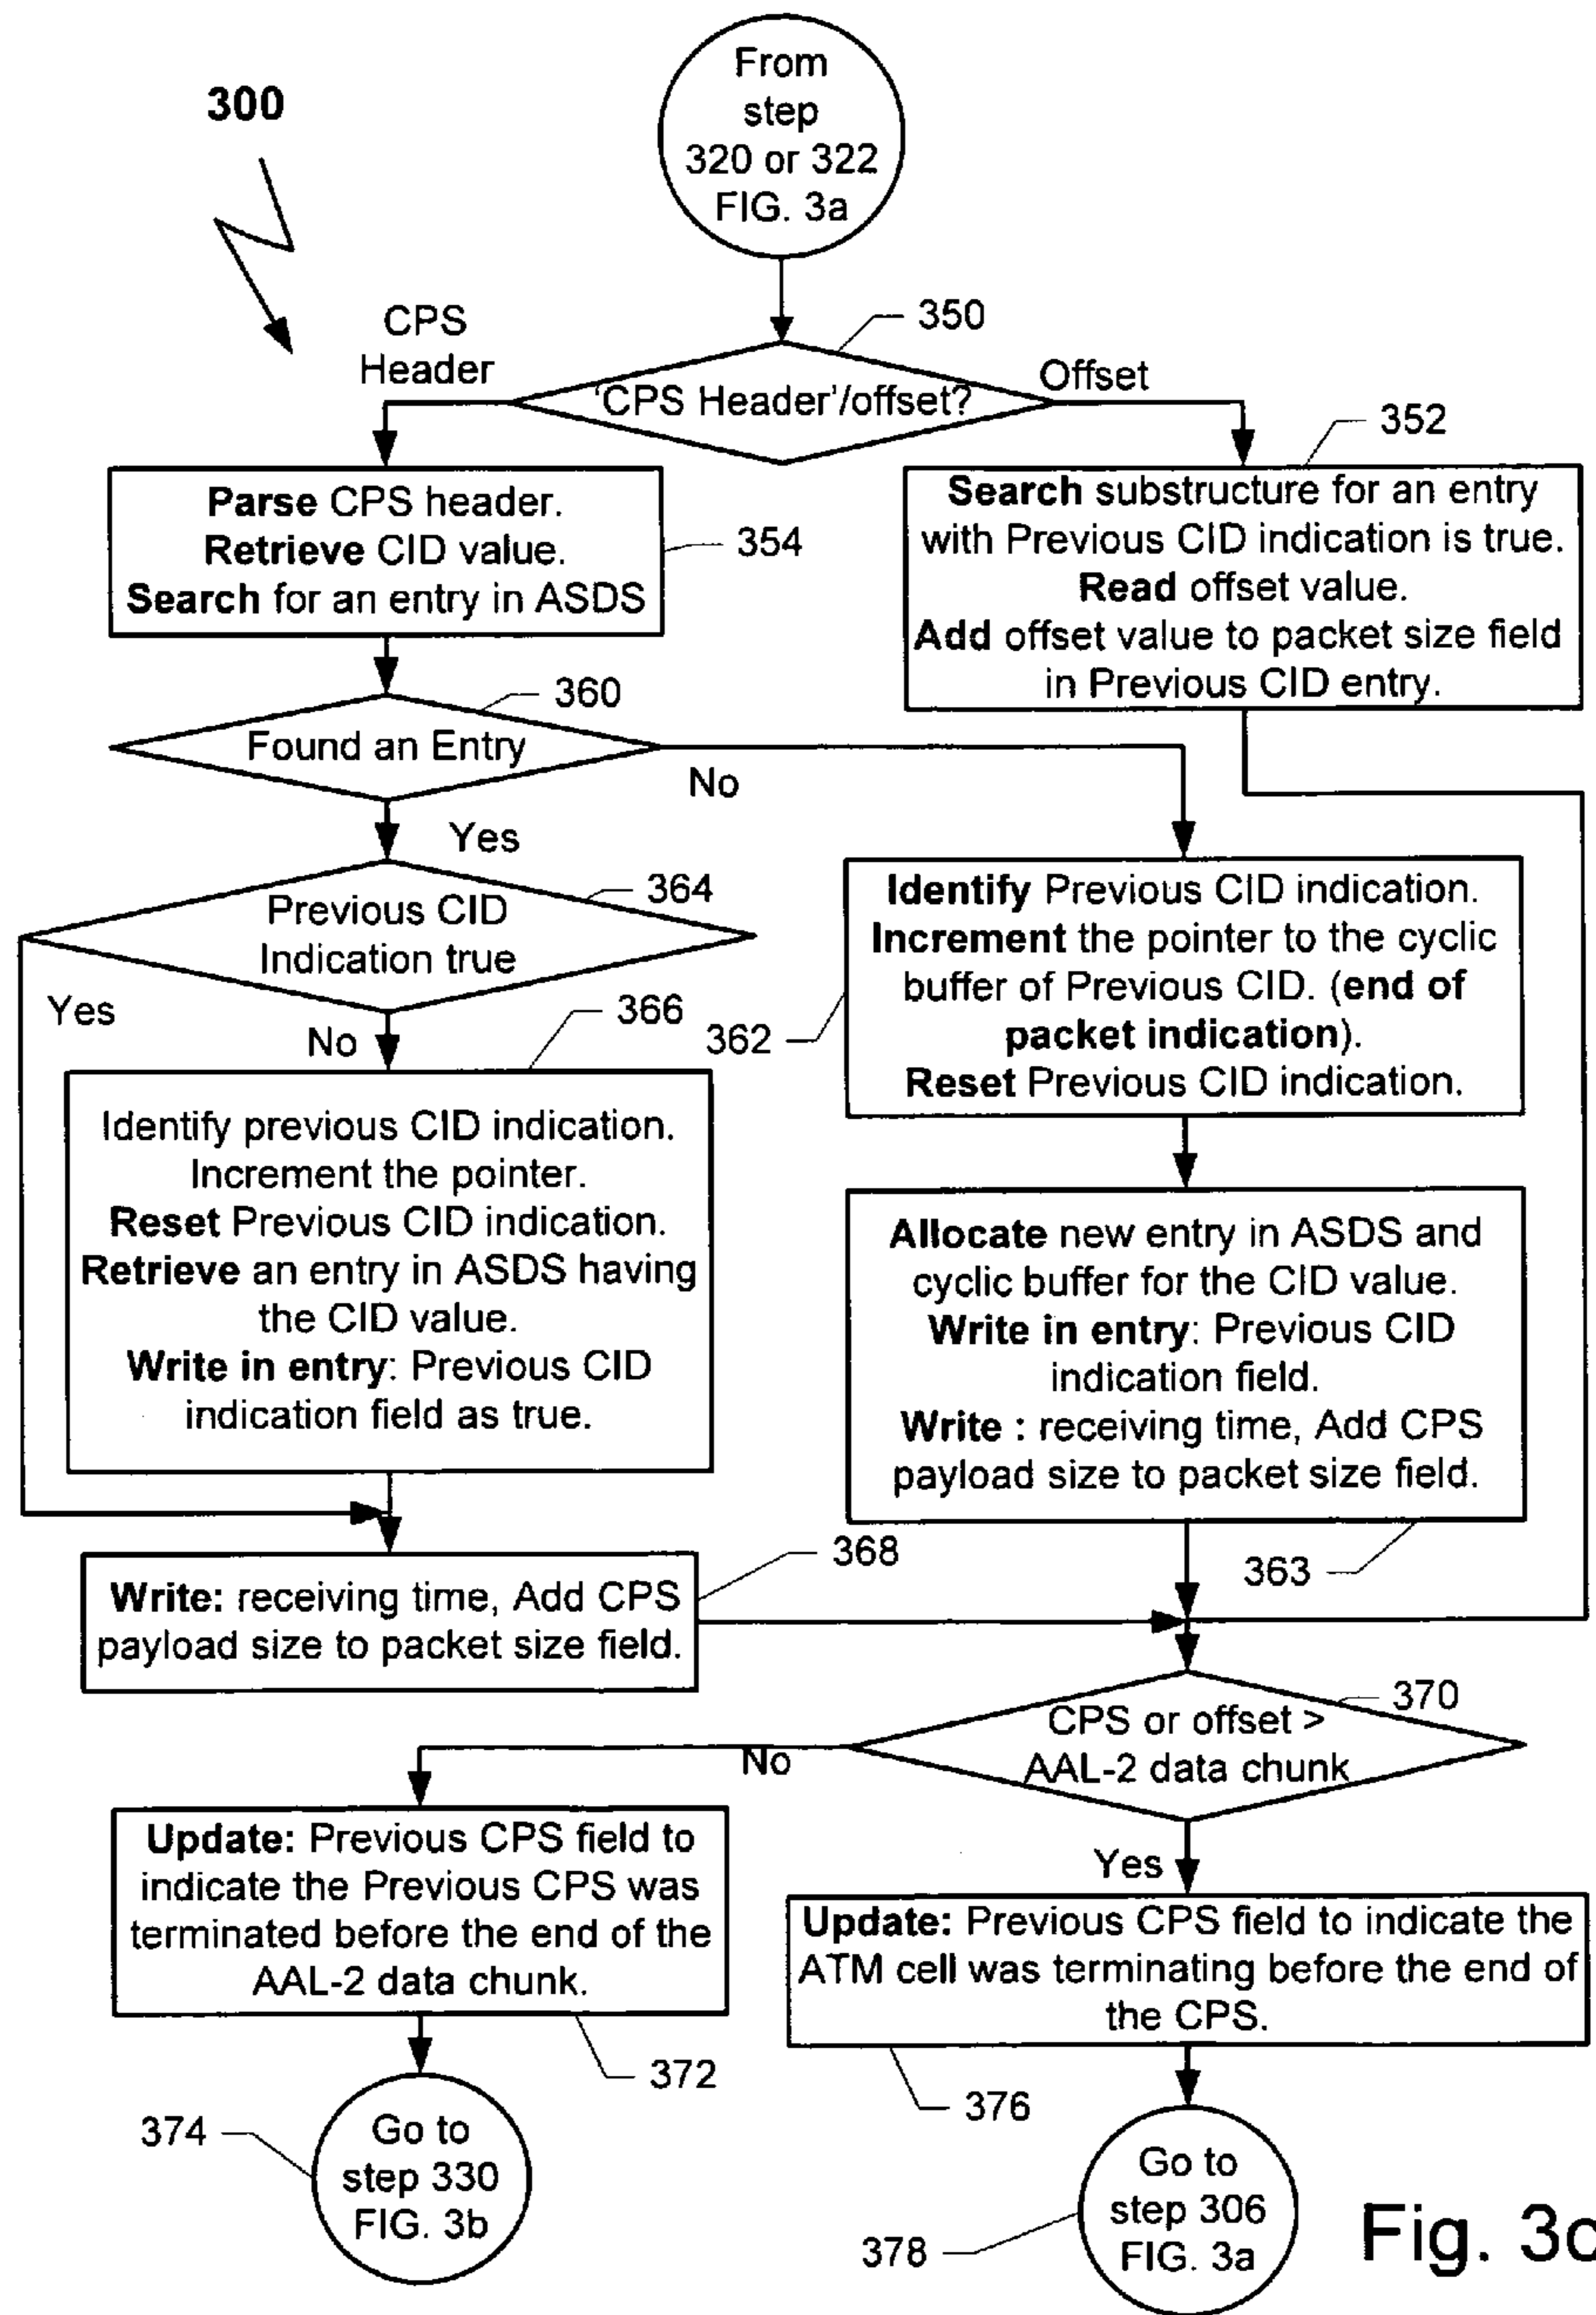 300
From
step
320 or 322
FIG. 3a
350
CPS
Header
'CPS Header'/offset?
Offset
352
Parse CPS header.
Retrieve CID value.
Search for an entry in ASDS
354
Search substructure for an entry
with Previous CID indication is true.
Read offset value.
Add offset value to packet size field
in Previous CID entry.
360
Found an Entry
No
Yes
364
Previous CID
Indication true
Yes
No
366
362
Identify Previous CID indication.
Increment the pointer to the cyclic
buffer of Previous CID. (end of
packet indication).
Reset Previous CID indication.
Identify previous CID indication.
Increment the pointer.
Reset Previous CID indication.
Retrieve an entry in ASDS having
the CID value.
Write in entry: Previous CID
indication field as true.
Allocate new entry in ASDS and
cyclic buffer for the CID value.
Write in entry: Previous CID
indication field.
Write : receiving time, Add CPS
payload size to packet size field.
363
368
Write: receiving time, Add CPS
payload size to packet size field.
370
CPS or offset >
AAL-2 data chunk
No
Yes
Update: Previous CPS field to
indicate the Previous CPS was
terminated before the end of the
AAL-2 data chunk.
372
Update: Previous CPS field to indicate the
ATM cell was terminating before the end of
the CPS.
376
374
Go to
step 330
FIG. 3b
378
Go to
step 306
FIG. 3a
Fig. 3c